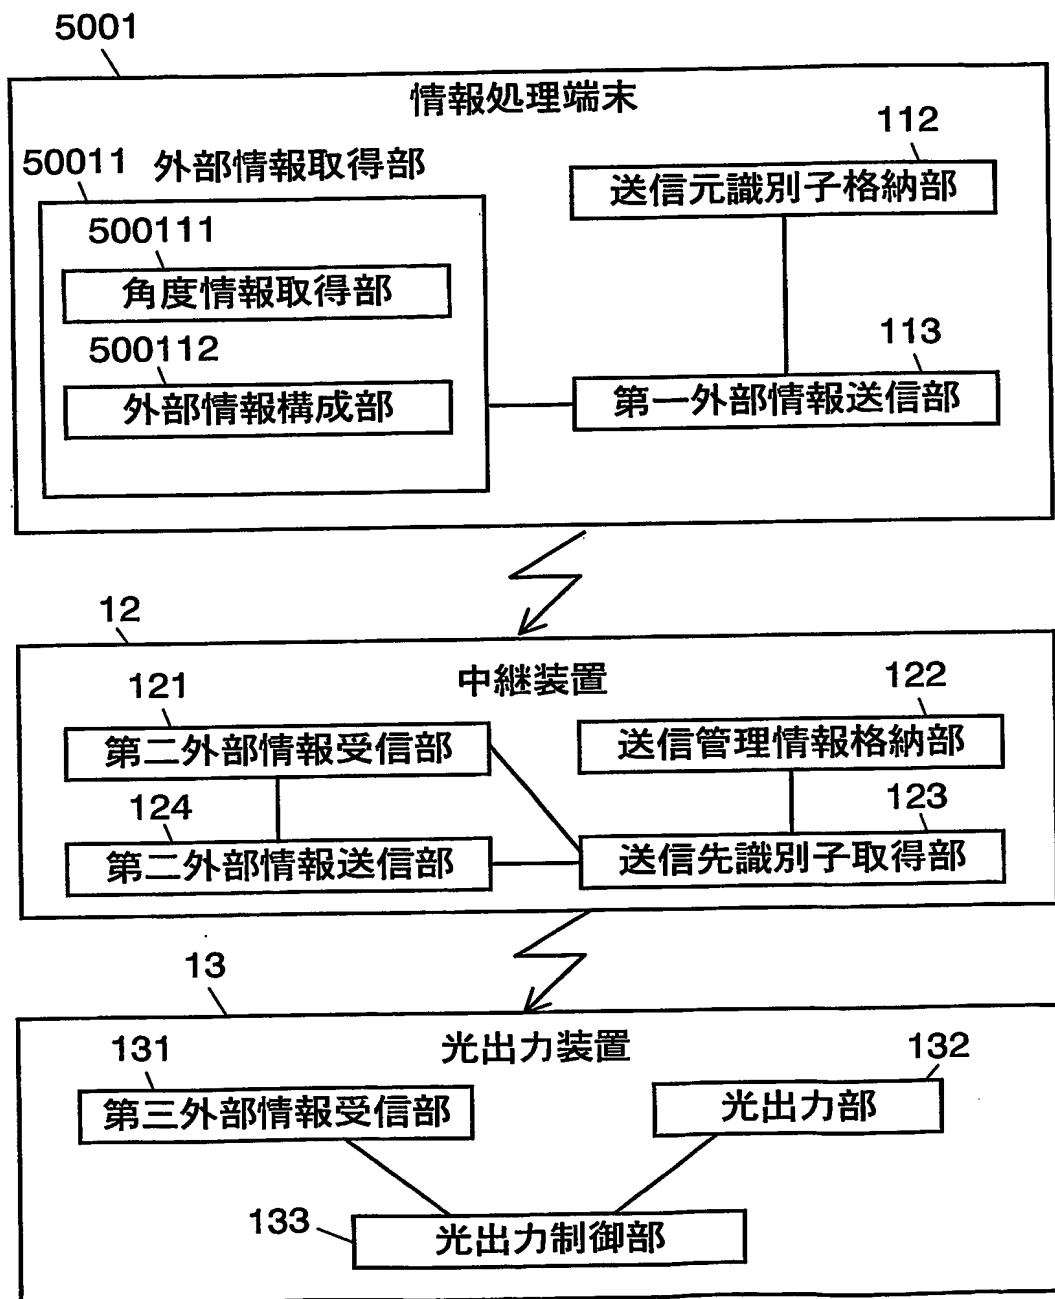 5001
情報処理端末
112
50011 外部情報取得部
送信元識別子格納部
500111
角度情報取得部
500112
113
外部情報構成部
第一外部情報送信部
12
中継装置
121
122
第二外部情報受信部
送信管理情報格納部
124
123
第二外部情報送信部
送信先識別子取得部
13
光出力装置
131
132
第三外部情報受信部
光出力部
133
光出力制御部